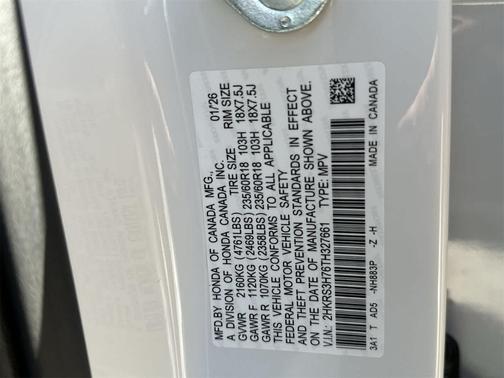 MFD.BY HONDA OF CANADA MFG., 01/26
A DIVISION OF HONDA CANADA INC.
TIRE SIZE RIM SIZE
GVWR 2160KG (4761LBS)
GAWR F 1120KG (2469LBS) 235/60R18 103H 18X7.5J
GAWR R 1070KG (2358LBS) 235/60R18 103H 18X7.5J
THIS VEHICLE CONFORMS TO ALL APPLICABLE
FEDERAL MOTOR VEHICLE SAFETY
AND THEFT PREVENTION STANDARDS IN EFFECT
ON THE DATE OF MANUFACTURE SHOWN ABOVE.
V.I.N.: 2HKRS3H76TH327661 TYPE: MPV
3A1 T AD5 -NH883P -Z -H MADE IN CANADA